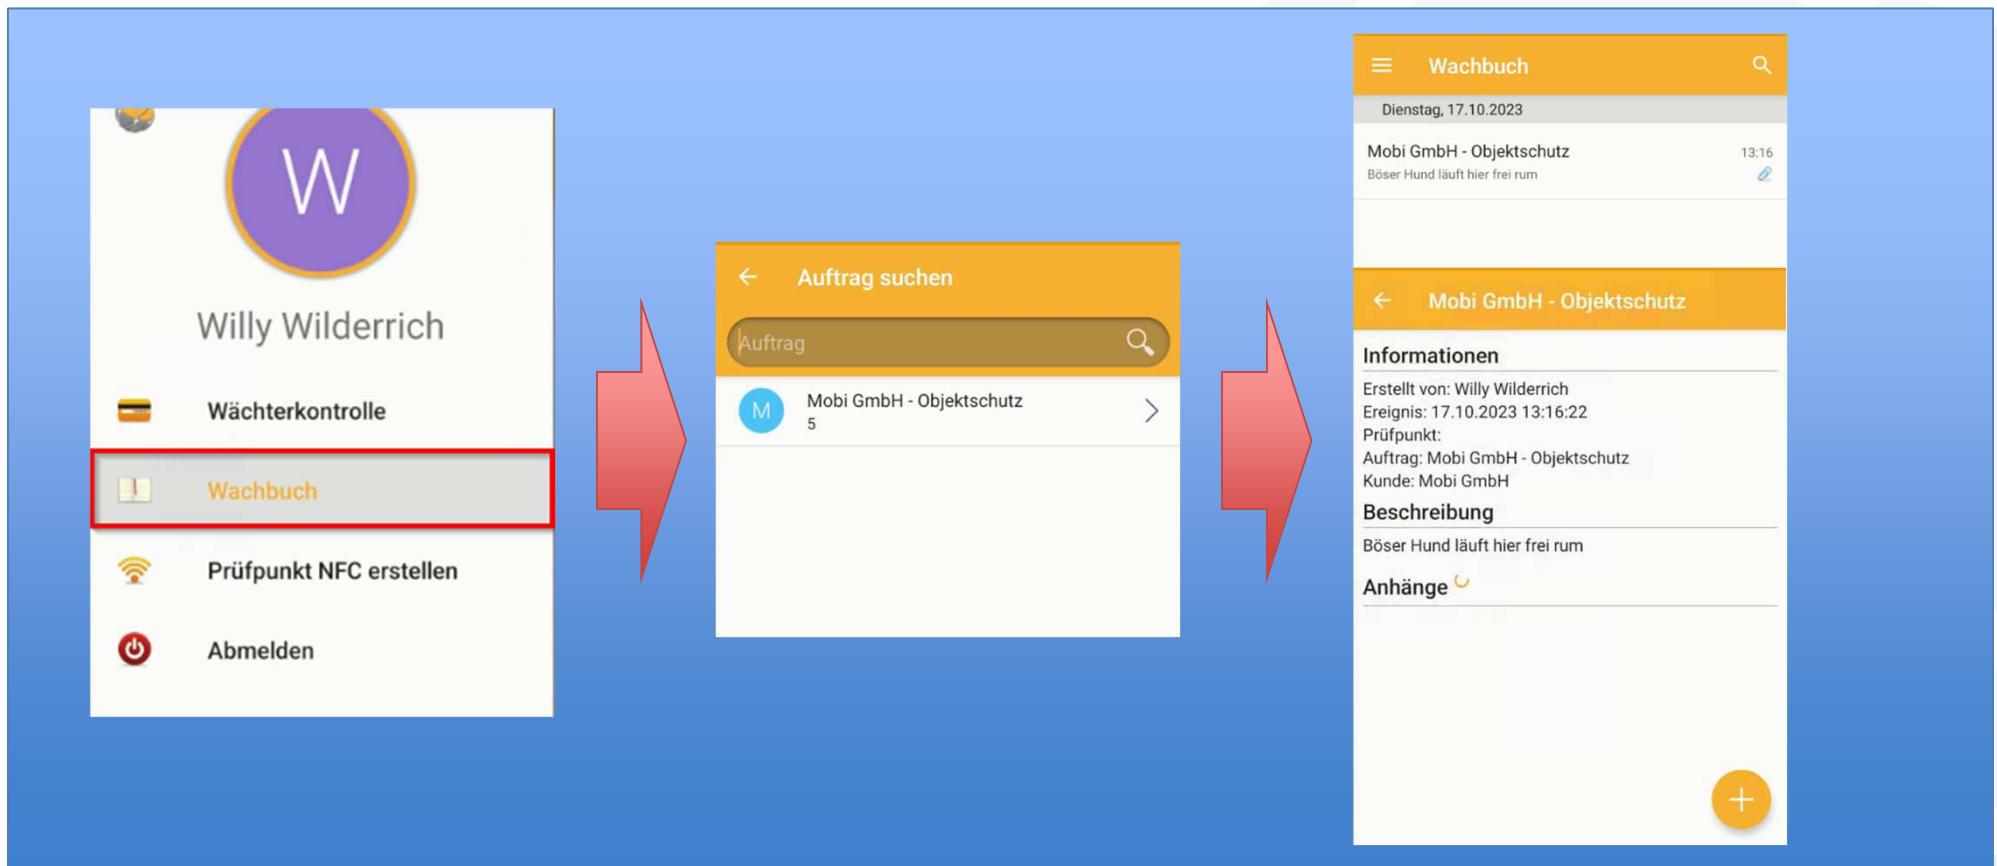 W
Willy Wilderrich
Wächterkontrolle
Wachbuch
Prüfpunkt NFC erstellen
Abmelden
Auftrag suchen
Auftrag
M
Mobi GmbH - Objektschutz
5
Wachbuch
Dienstag, 17.10.2023
Mobi GmbH - Objektschutz 13:16
Böser Hund läuft hier frei rum
Mobi GmbH - Objektschutz
Informationen
Erstellt von: Willy Wilderrich
Ereignis: 17.10.2023 13:16:22
Prüfpunkt:
Auftrag: Mobi GmbH - Objektschutz
Kunde: Mobi GmbH
Beschreibung
Böser Hund läuft hier frei rum
Anhänge